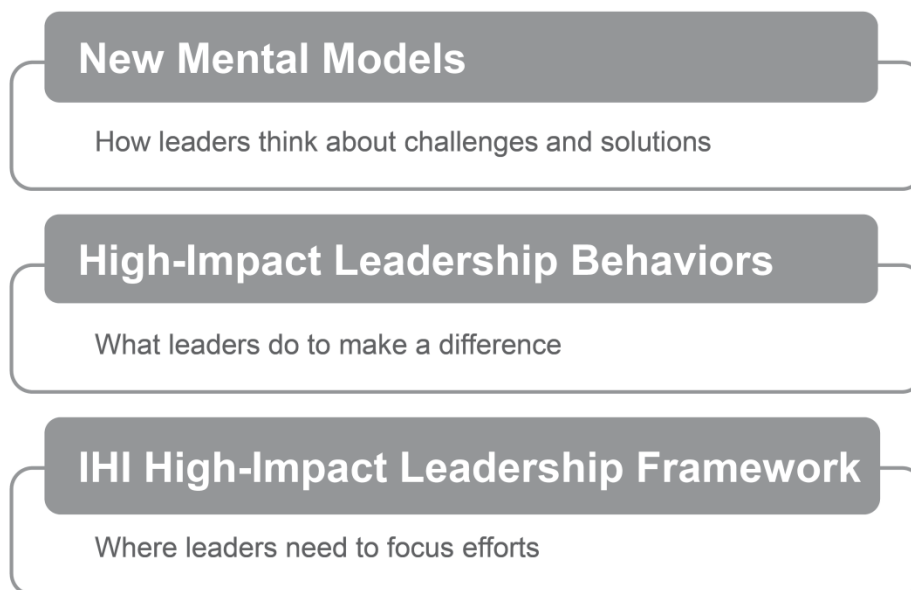 New Mental Models
How leaders think about challenges and solutions
High-Impact Leadership Behaviors
What leaders do to make a difference
IHI High-Impact Leadership Framework
Where leaders need to focus efforts